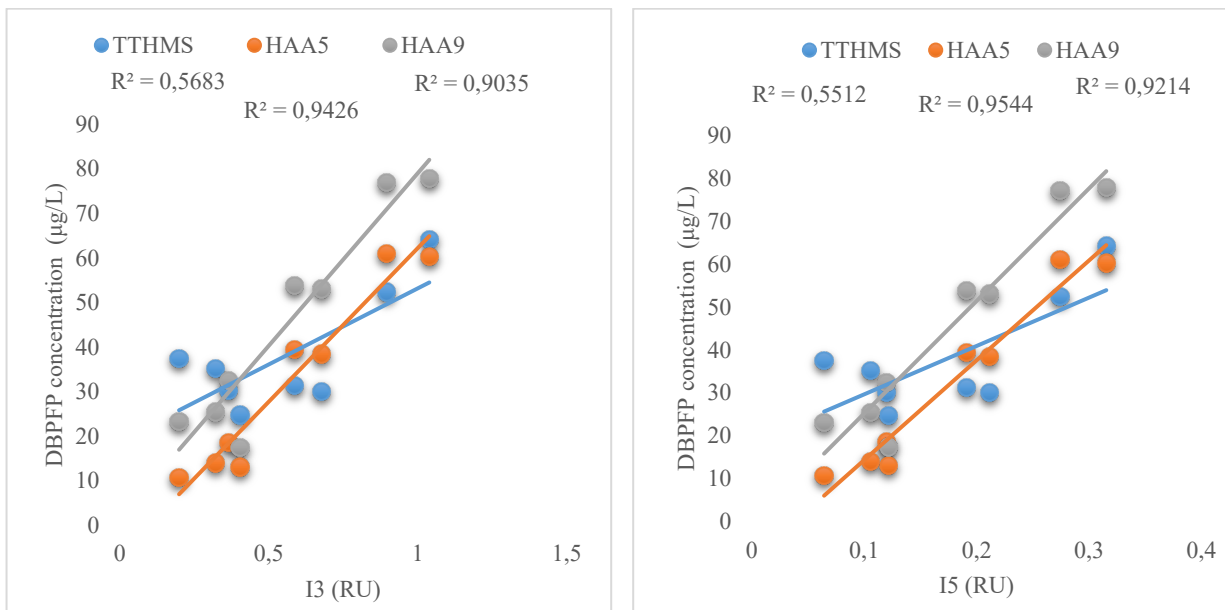 TTHMS HAA5 HAA9
R² = 0,5683
R² = 0,9426
R² = 0,9035
DBPFP concentration (µg/L)
90
80
70
60
50
40
30
20
10
0
0 0,5 1 1,5
I3 (RU)
TTHMS HAA5 HAA9
R² = 0,5512
R² = 0,9544
R² = 0,9214
DBPFP concentration (µg/L)
90
80
70
60
50
40
30
20
10
0
0 0,1 0,2 0,3 0,4
I5 (RU)